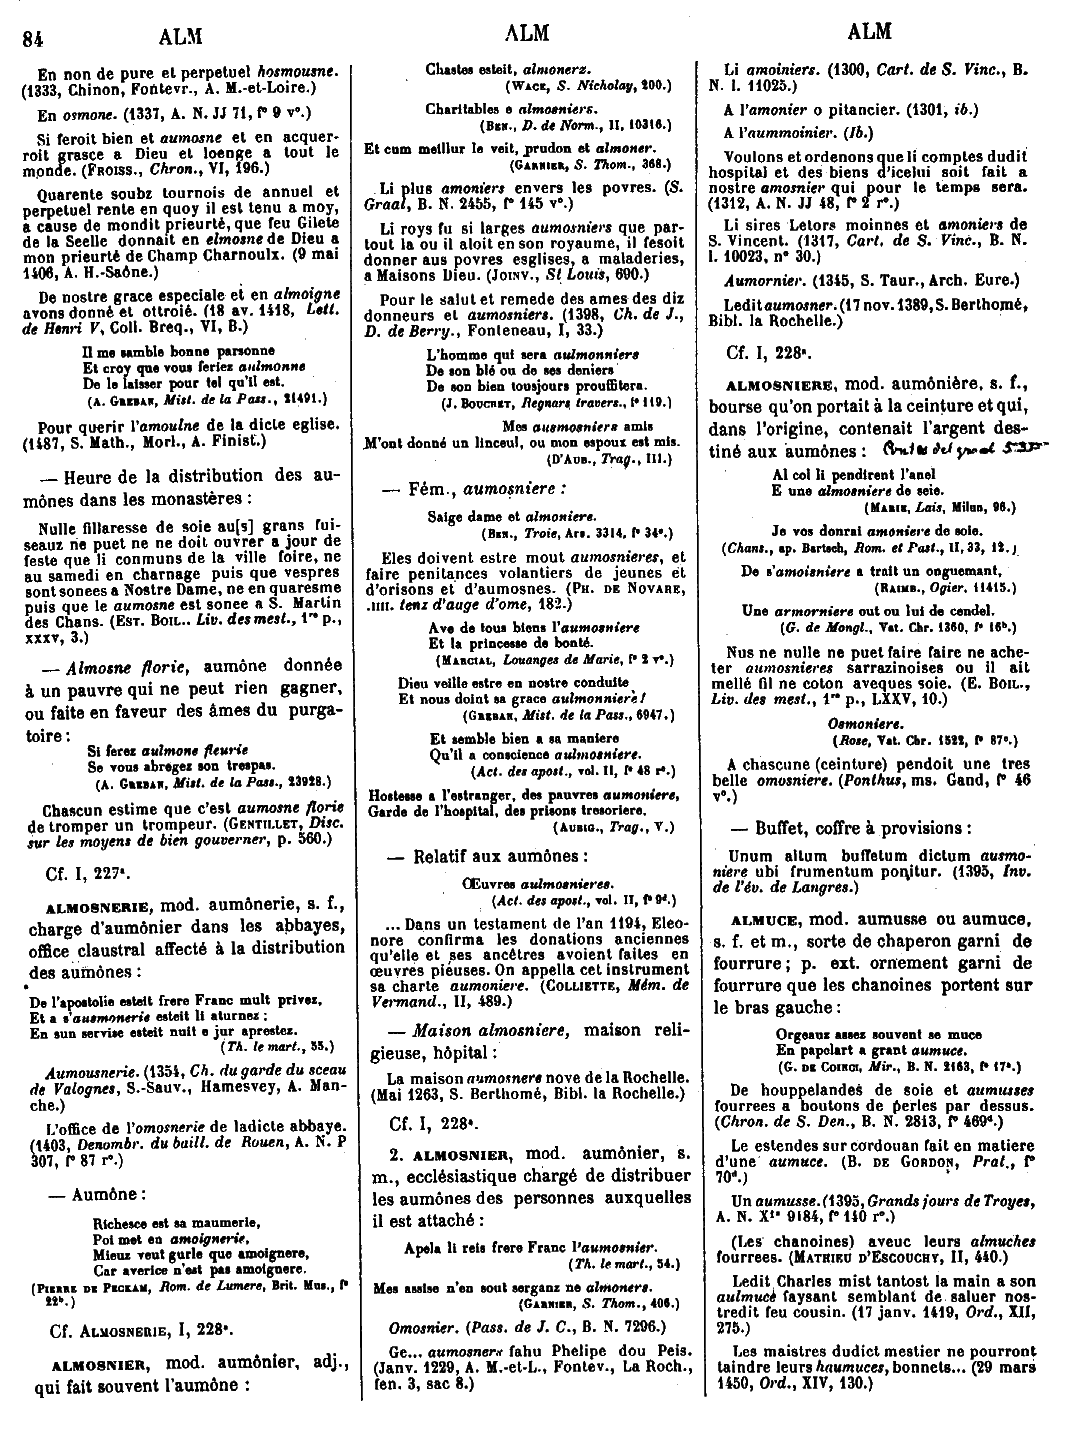 84
ALM
ALM
ALM
En non de pure et perpetuel hosmousne.
(1333, Chinon, Fontevr., A. M.-et-Loire.)
En osmone. (1337, A. N. JJ 71, f° 9 v°.)
Si feroit bien et aumosne et en acquer-
roit grasce a Dieu et loenge a tout le
monde. (FROISS., Chron., VI, 196.)
Quarente soubz tournois de annuel et
perpetuel rente en quoy il est tenu a moy,
a cause de mondit prieurté, que feu Gilete
de la Seelle donnait en elmosne de Dieu a
mon prieurté de Champ Charnoulx. (9 mai
1406, A. H.-Saône.)
De nostre grace especiale et en almoigne
avons donné et ottroié. (18 av. 1418, Lett.
de Henri V, Coll. Breq., VI, B.)
Il me samble bonne parsonne
Et croy que vous feriez aulmonne
De le laisser pour tel qu'il est.
(A. GREBAN, Mist. de la Pass., 21491.)
Pour querir l'amoulne de la dicte eglise.
(1487, S. Math., Morl., A. Finist.)
— Heure de la distribution des au-
mônes dans les monastères :
Nulle fillaresse de soie au[s] grans fui-
seauz ne puet ne ne doit ouvrer a jour de
feste que li conmuns de la ville foire, ne
au samedi en charnage puis que vespres
sont sonees a Nostre Dame, ne en quaresme
puis que le aumosne est sonee a S. Martin
des Chans. (EST. BOIL.. Liv. des mest., 1re p.,
XXXV, 3.)
— Almosne florie, aumône donnée
à un pauvre qui ne peut rien gagner,
ou faite en faveur des âmes du purga-
toire :
Si ferez aulmone fleurie
Se vous abregez son trespas.
(A. GREBAN, Mist. de la Pass., 23928.)
Chascun estime que c'est aumosne florie
de tromper un trompeur. (GENTILLET, Disc.
sur les moyens de bien gouverner, p. 560.)
Cf. I, 227ᵃ.
ALMOSNERIE, mod. aumônerie, s. f.,
charge d'aumônier dans les abbayes,
office claustral affecté à la distribution
des aumônes :
De l'apostolie esteit frere Franc mult privez,
Et a s'ausmonerie esteit li aturnez ;
En sun servise esteit nuit e jur aprestez.
(Th. le mart., 55.)
Aumousnerie. (1354, Ch. du garde du sceau
de Valognes, S.-Sauv., Hamesvey, A. Man-
che.)
L'office de l'omosnerie de ladicte abbaye.
(1403, Denombr. du baill. de Rouen, A. N. P
307, f° 87 r°.)
— Aumône :
Richesce est sa maumerie,
Poi met en amoignerie,
Mieuz veut gurle que amoignere,
Car averice n'est pas amoignere.
(PIERRE DE PECKAM, Rom. de Lumere, Brit. Mus., f°
22ᵇ.)
Cf. ALMOSNERIE, I, 228ᵃ.
ALMOSNIER, mod. aumônier, adj.,
qui fait souvent l'aumône :
Chastes esteit, almonerz.
(WACE, S. Nicholay, 200.)
Charitables e almosniers.
(BEN., D. de Norm., II, 10316.)
Et cum meillur le veit, prudon et almoner.
(GARNIER, S. Thom., 368.)
Li plus amoniers envers les povres. (S.
Graal, B. N. 2455, f° 145 v°.)
Li roys fu si larges aumosniers que par-
tout la ou il aloit en son royaume, il fesoit
donner aus povres esglises, a maladeries,
a Maisons Dieu. (JOINV., St Louis, 690.)
Pour le salut et remede des ames des diz
donneurs et aumosniers. (1398, Ch. de J.,
D. de Berry., Fonteneau, I, 33.)
L'homme qui sera aulmonniers
De son blé ou de ses deniers
De son bien tousjours prouffitera.
(J. BOUCHET, Regnars travers., f° 119.)
Mes ausmosniers amis
M'ont donné un linceul, ou mon espoux est mis.
(D'AUB., Trag., III.)
— Fém., aumosniere :
Saige dame et almoniere.
(BEN., Troie, Ars. 3314, f° 34ᵃ.)
Eles doivent estre mout aumosnieres, et
faire penitances volantiers de jeunes et
d'orisons et d'aumosnes. (PH. DE NOVARE,
.IIII. tenz d'auge d'ome, 182.)
Ave de tous biens l'aumosniere
Et la princesse de bonté.
(MARCIAL, Louanges de Marie, f° 2 v°.)
Dieu veille estre en nostre conduite
Et nous doint sa grace aulmonniere !
(GREBAN, Mist. de la Pass., 6947.)
Et semble bien a sa maniere
Qu'il a conscience aulmosniere.
(Act. des apost., vol. II, f° 48 r°.)
Hostesse a l'estranger, des pauvres aumoniere,
Garde de l'hospital, des prisons tresoriere.
(AUBIG., Trag., V.)
— Relatif aux aumônes :
Œuvres aulmosnieres.
(Act. des apost., vol. II, f° 9ᵈ.)
... Dans un testament de l'an 1194, Eleo-
nore confirma les donations anciennes
qu'elle et ses ancêtres avoient faites en
œuvres piéuses. On appella cet instrument
sa charte aumoniere. (COLLIETTE, Mém. de
Vermand., II, 489.)
— Maison almosniere, maison reli-
gieuse, hôpital :
La maison aumosnere nove de la Rochelle.
(Mai 1263, S. Berthomé, Bibl. la Rochelle.)
Cf. I, 228ᵃ.
2. ALMOSNIER, mod. aumônier, s.
m., ecclésiastique chargé de distribuer
les aumônes des personnes auxquelles
il est attaché :
Apela li reis frere Franc l'aumosnier.
(Th. le mart., 54.)
Mes assise n'en sout serganz ne almoners.
(GARNIER, S. Thom., 406.)
Omosnier. (Pass. de J. C., B. N. 7296.)
Ge... aumosners fahu Phelipe dou Peis.
(Janv. 1229, A. M.-et-L., Fontev., La Roch.,
fen. 3, sac 8.)
Li amoiniers. (1300, Cart. de S. Vinc., B.
N. l. 11025.)
A l'amonier o pitancier. (1301, ib.)
A l'aummoinier. (Ib.)
Voulons et ordenons que li comptes dudit
hospital et des biens d'icelui soit fait a
nostre amosnier qui pour le temps sera.
(1312, A. N. JJ 48, f° 2 r°.)
Li sires Letors moinnes et amoniers de
S. Vincent. (1317, Cart. de S. Vinc., B. N.
l. 10023, n° 30.)
Aumornier. (1345, S. Taur., Arch. Eure.)
Ledit aumosner. (17 nov. 1389, S. Berthomé,
Bibl. la Rochelle.)
Cf. I, 228ᵃ.
ALMOSNIERE, mod. aumônière, s. f.,
bourse qu'on portait à la ceinture et qui,
dans l'origine, contenait l'argent des-
tiné aux aumônes :
Al col li pendirent l'anel
E une almosniere de seie.
(MARIE, Lais, Milun, 96.)
Je vos donrai amoniere de soie.
(Chans., ap. Bartsch, Rom. et Past., II, 33, 12.)
De s'amoisniere a trait un onguemant,
(RAIMB., Ogier, 11415.)
Une armorniere out ou lui de cendel.
(G. de Mongl., Vat. Chr. 1360, f° 16ᵇ.)
Nus ne nulle ne puet faire faire ne ache-
ter aumosnieres sarrazinoises ou il ait
mellé fil ne coton aveques soie. (E. BOIL.,
Liv. des mest., 1re p., LXXV, 10.)
Osmoniere.
(Rose, Vat. Chr. 1522, f° 87ᵃ.)
A chascune (ceinture) pendoit une tres
belle omosniere. (Ponthus, ms. Gand, f° 46
v°.)
— Buffet, coffre à provisions :
Unum altum buffetum dictum ausmo-
niere ubi frumentum ponitur. (1395, Inv.
de l'év. de Langres.)
ALMUCE, mod. aumusse ou aumuce,
s. f. et m., sorte de chaperon garni de
fourrure ; p. ext. ornement garni de
fourrure que les chanoines portent sur
le bras gauche :
Orgeauz assez souvent se muce
En papelart a grant aumuce.
(G. DE COINCI, Mir., B. N. 2163, f° 17ᵃ.)
De houppelandes de soie et aumusses
fourrees a boutons de perles par dessus.
(Chron. de S. Den., B. N. 2813, f° 469ᵈ.)
Le estendes sur cordouan fait en matiere
d'une aumuce. (B. DE GORDON, Prat., f°
70ᵈ.)
Un aumusse. (1395, Grands jours de Troyes,
A. N. X¹ᵃ 9184, f° 140 r°.)
(Les chanoines) aveuc leurs almuches
fourrees. (MATHIEU D'ESCOUCHY, II, 440.)
Ledit Charles mist tantost la main a son
aulmuce faysant semblant de saluer nos-
tredit feu cousin. (17 janv. 1419, Ord., XII,
275.)
Les maistres dudict mestier ne pourront
taindre leurs haumuces, bonnets... (29 mars
1450, Ord., XIV, 130.)